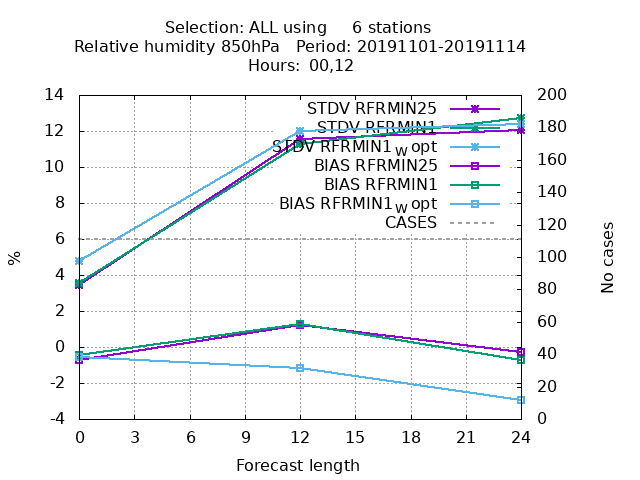 Selection: ALL using     6 stations
Relative humidity 850hPa   Period: 20191101-20191114
Hours: 00,12
14
12
10
8
6
4
2
0
-2
-4
%
200
180
160
140
120
100
80
60
40
20
0
No cases
STDV RFRMIN25
STDV RFRMIN1
STDV RFRMIN1W opt
BIAS RFRMIN25
BIAS RFRMIN1
BIAS RFRMIN1W opt
CASES
0 3 6 9 12 15 18 21 24
Forecast length